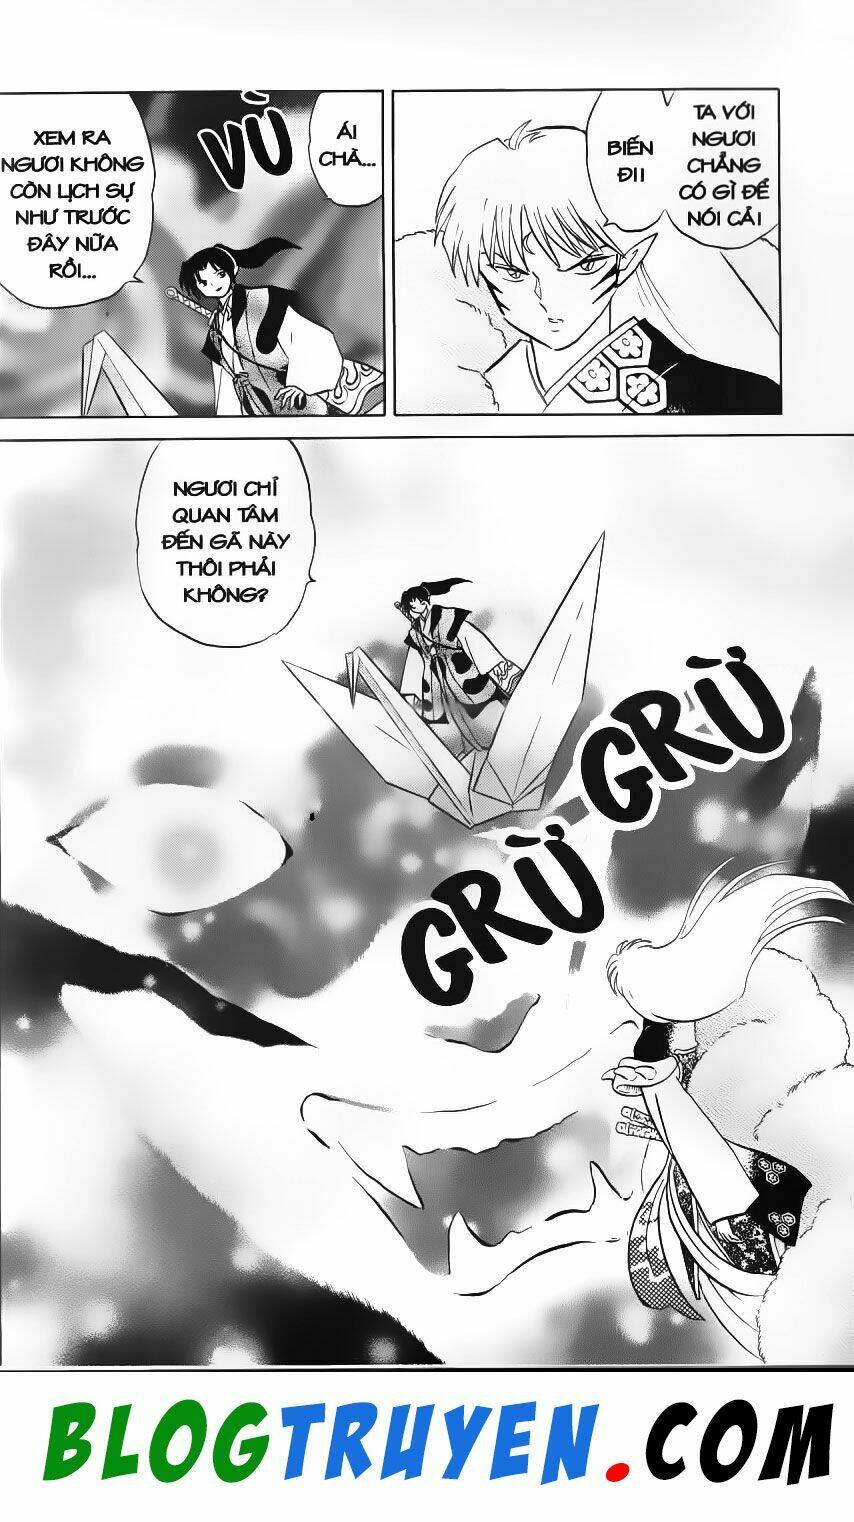 TA VỚI
NGƯƠI
CHẲNG
CÓ GÌ ĐỂ
NÓI CẢ!
BIẾN
ĐI!
ÁI
CHÀ...
VÙ
XEM RA
NGƯƠI KHÔNG
CÒN LỊCH SỰ
NHƯ TRƯỚC
ĐÂY NỮA
RỒI...
NGƯƠI CHỈ
QUAN TÂM
ĐẾN GÃ NÀY
THÔI PHẢI
KHÔNG?
GRỪ
GRỪ
BLOGTRUYEN.COM